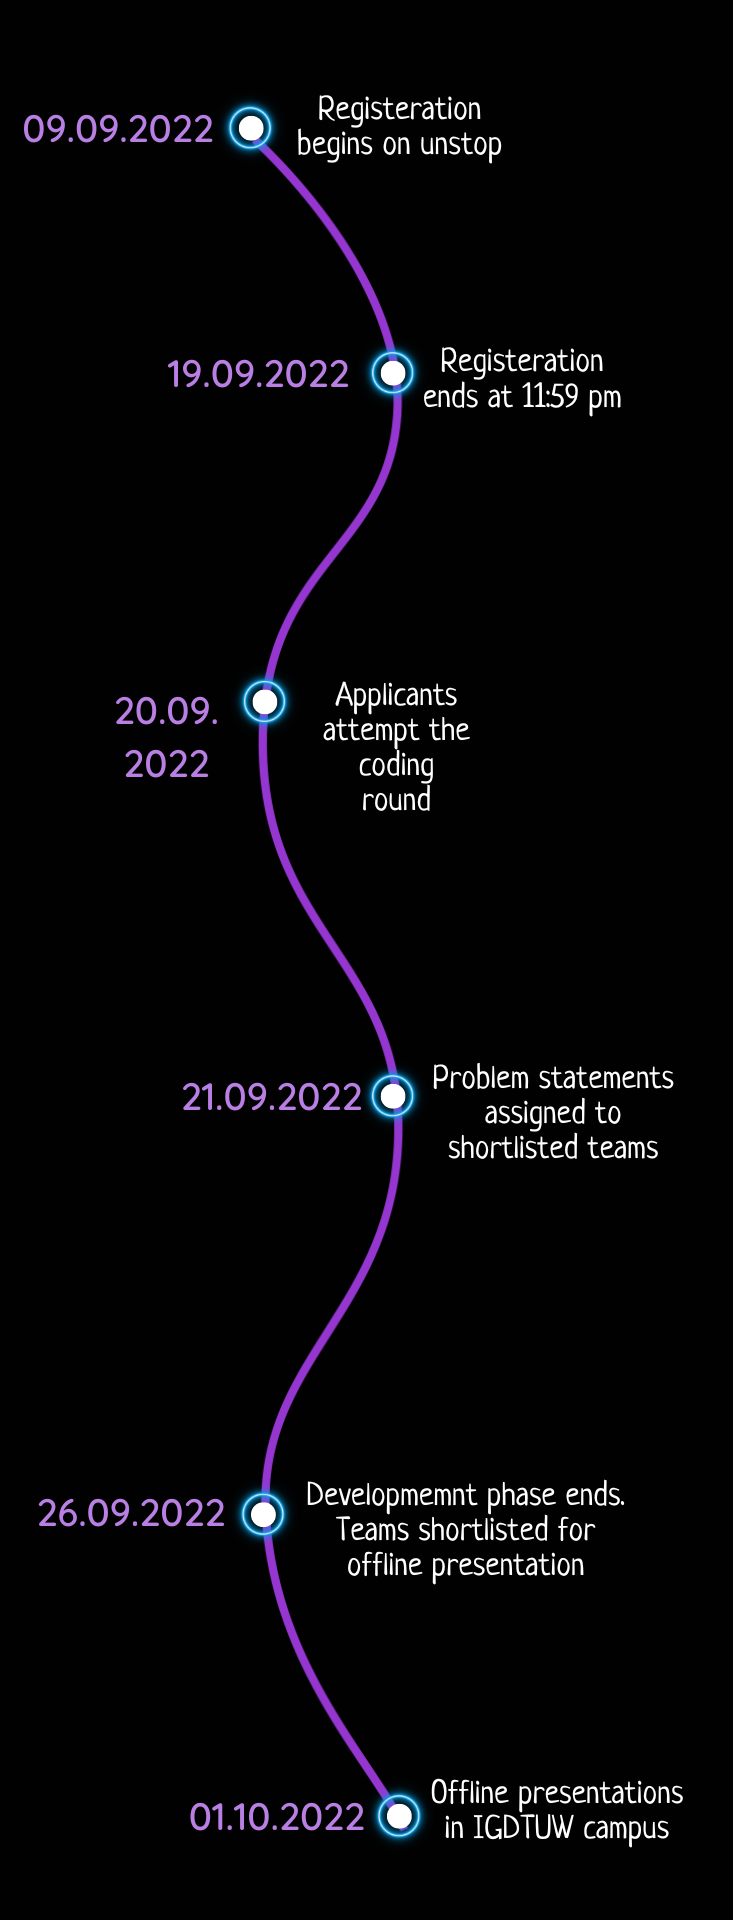 09.09.2022
Registeration
begins on unstop
19.09.2022
Registeration
ends at 11:59 pm
20.09.
2022
Applicants
attempt the
coding
round
21.09.2022
Problem statements
assigned to
shortlisted teams
26.09.2022
Developmemnt phase ends.
Teams shortlisted for
offline presentation
01.10.2022
Offline presentations
in IGDTUW campus